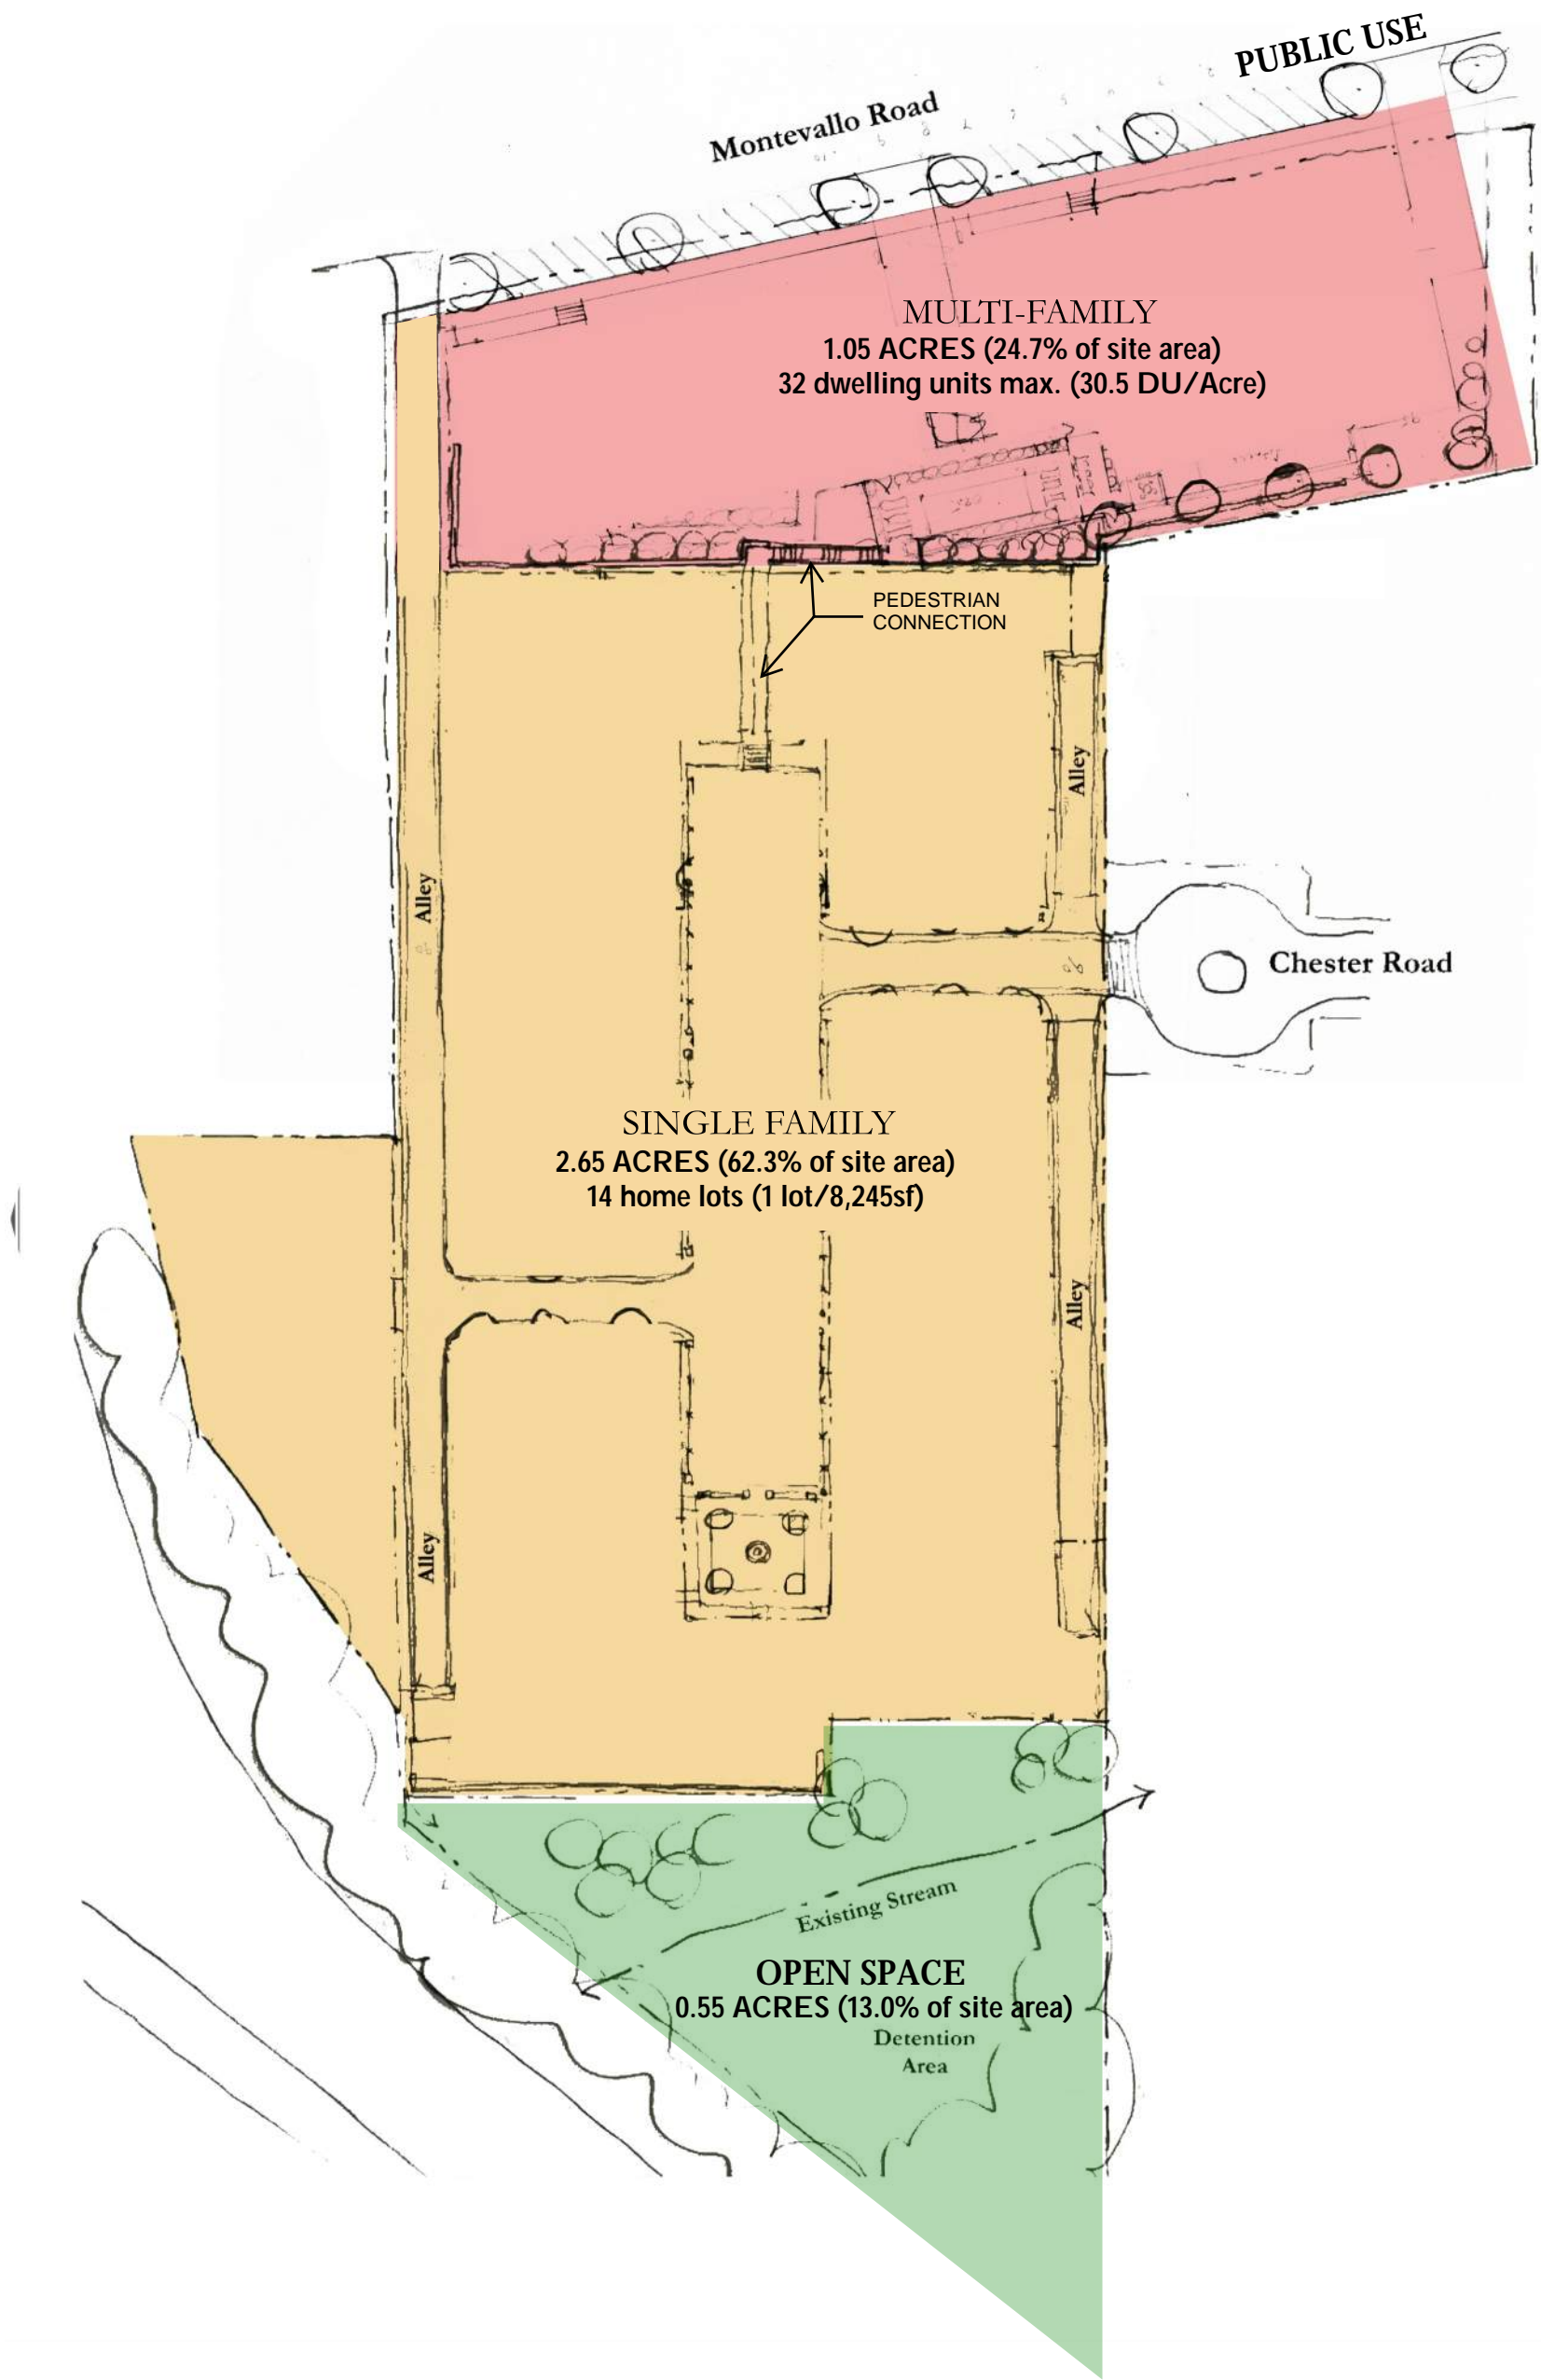 PUBLIC USE
Montevallo Road
MULTI-FAMILY
1.05 ACRES (24.7% of site area)
32 dwelling units max. (30.5 DU/Acre)
PEDESTRIAN
CONNECTION
Alley
Alley
Chester Road
SINGLE FAMILY
2.65 ACRES (62.3% of site area)
14 home lots (1 lot/8,245sf)
Alley
Alley
Existing Stream
OPEN SPACE
0.55 ACRES (13.0% of site area)
Detention
Area